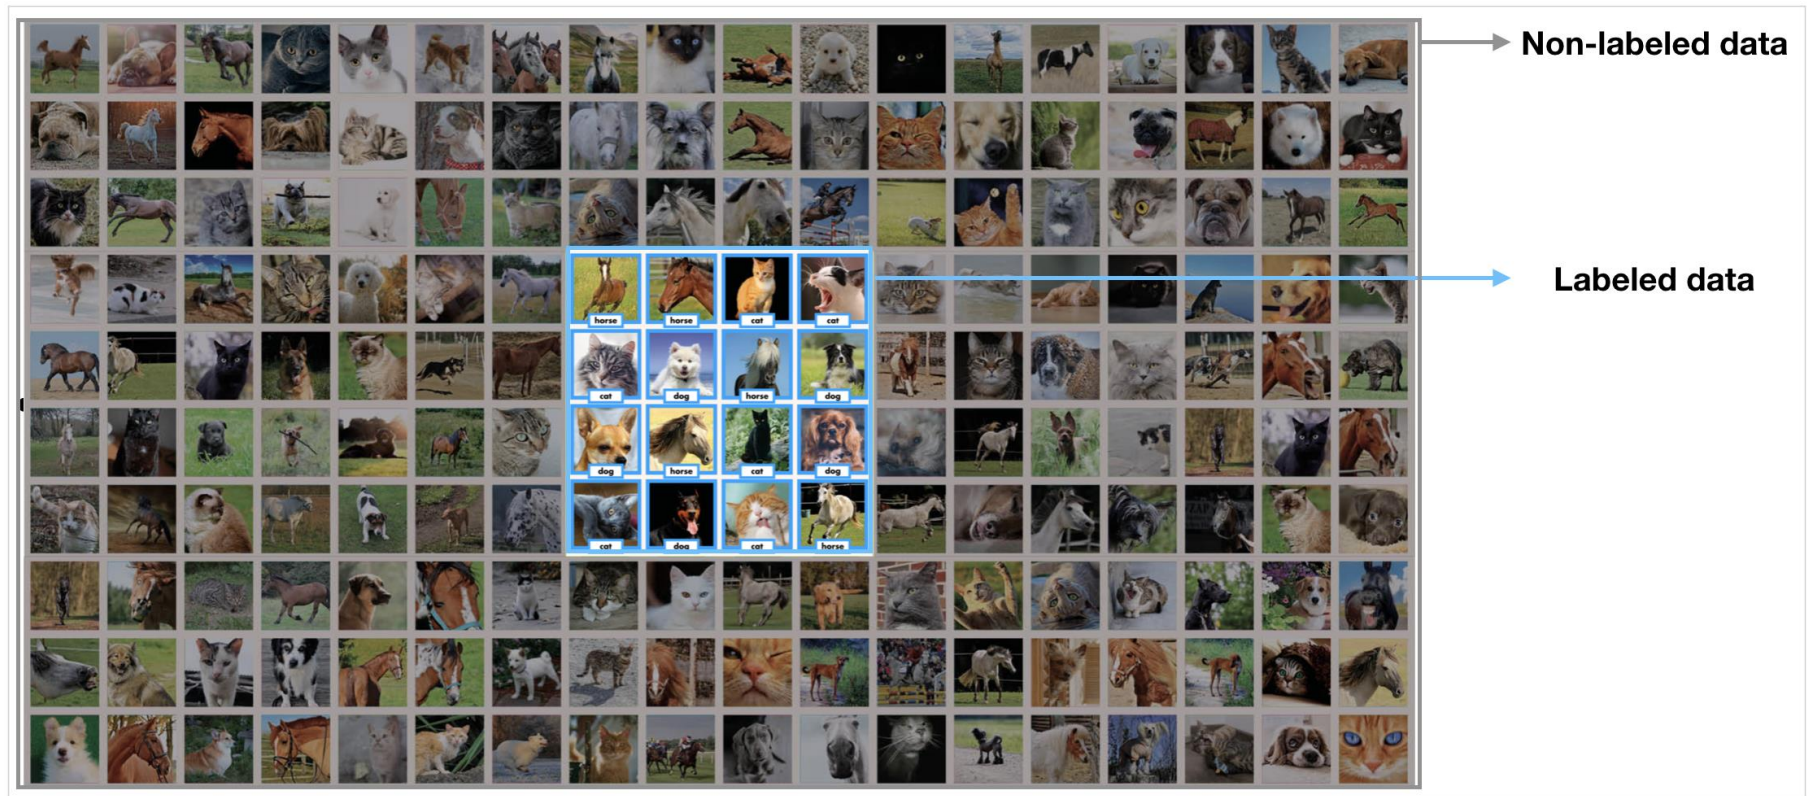 Non-labeled data
Labeled data
horse horse cat cat
cat dog horse dog
dog horse cat dog
cat dog cat horse